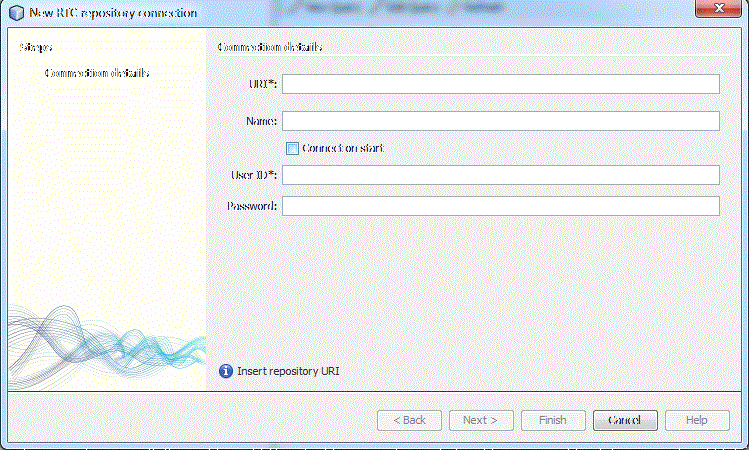 New RTC repository connection
Steps
Connection details
Connection details
URI*:
Name:
Connect on start
User ID*:
Password:
Insert repository URI
< Back
Next >
Finish
Cancel
Help